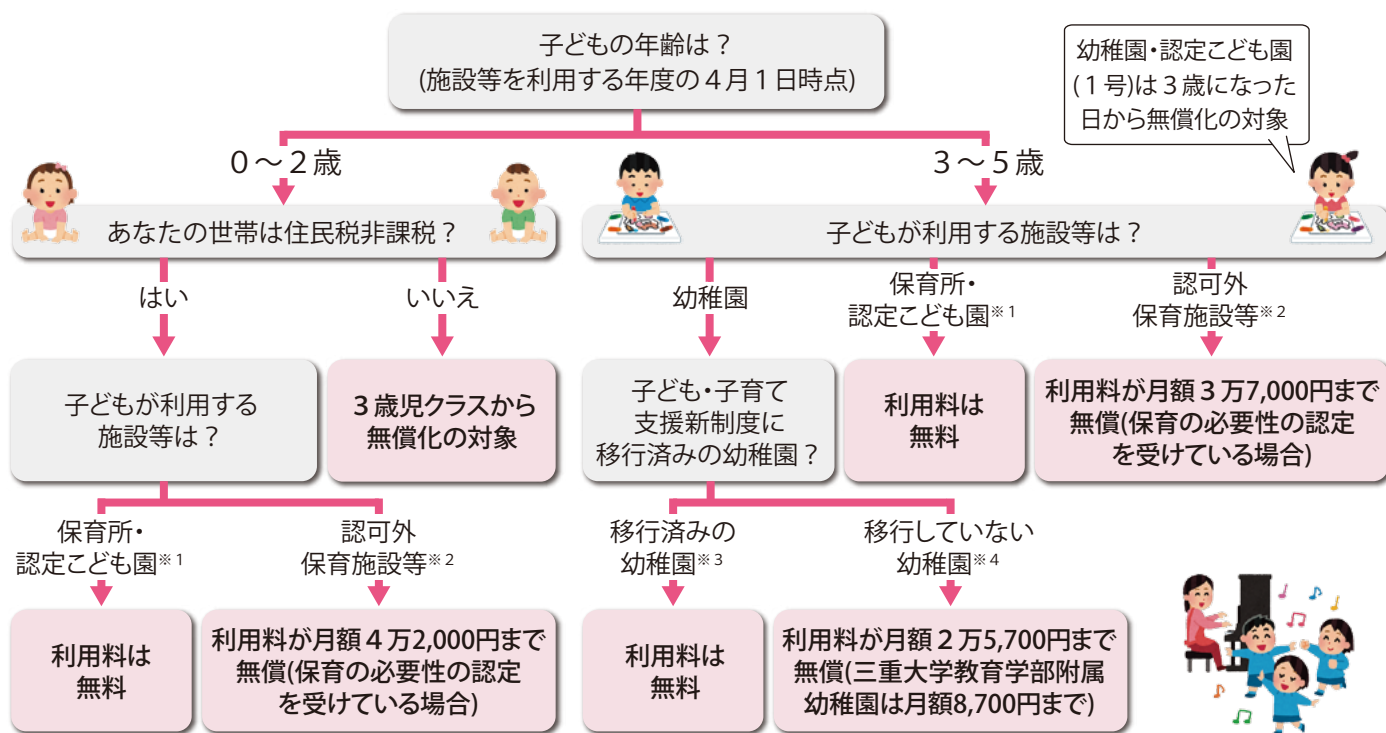 子どもの年齢は？
(施設等を利用する年度の４月１日時点)
幼稚園・認定こども園
(１号)は３歳になった
日から無償化の対象
０～２歳
３～５歳
あなたの世帯は住民税非課税？
子どもが利用する施設等は？
はい
いいえ
幼稚園
保育所・
認定こども園※1
認可外
保育施設等※2
子どもが利用する
施設等は？
３歳児クラスから
無償化の対象
子ども・子育て
支援新制度に
移行済みの幼稚園？
利用料は
無料
利用料が月額３万7,000円まで
無償(保育の必要性の認定
を受けている場合)
保育所・
認定こども園※1
認可外
保育施設等※2
移行済みの
幼稚園※3
移行していない
幼稚園※4
利用料は
無料
利用料が月額４万2,000円まで
無償(保育の必要性の認定
を受けている場合)
利用料は
無料
利用料が月額２万5,700円まで
無償(三重大学教育学部附属
幼稚園は月額8,700円まで)